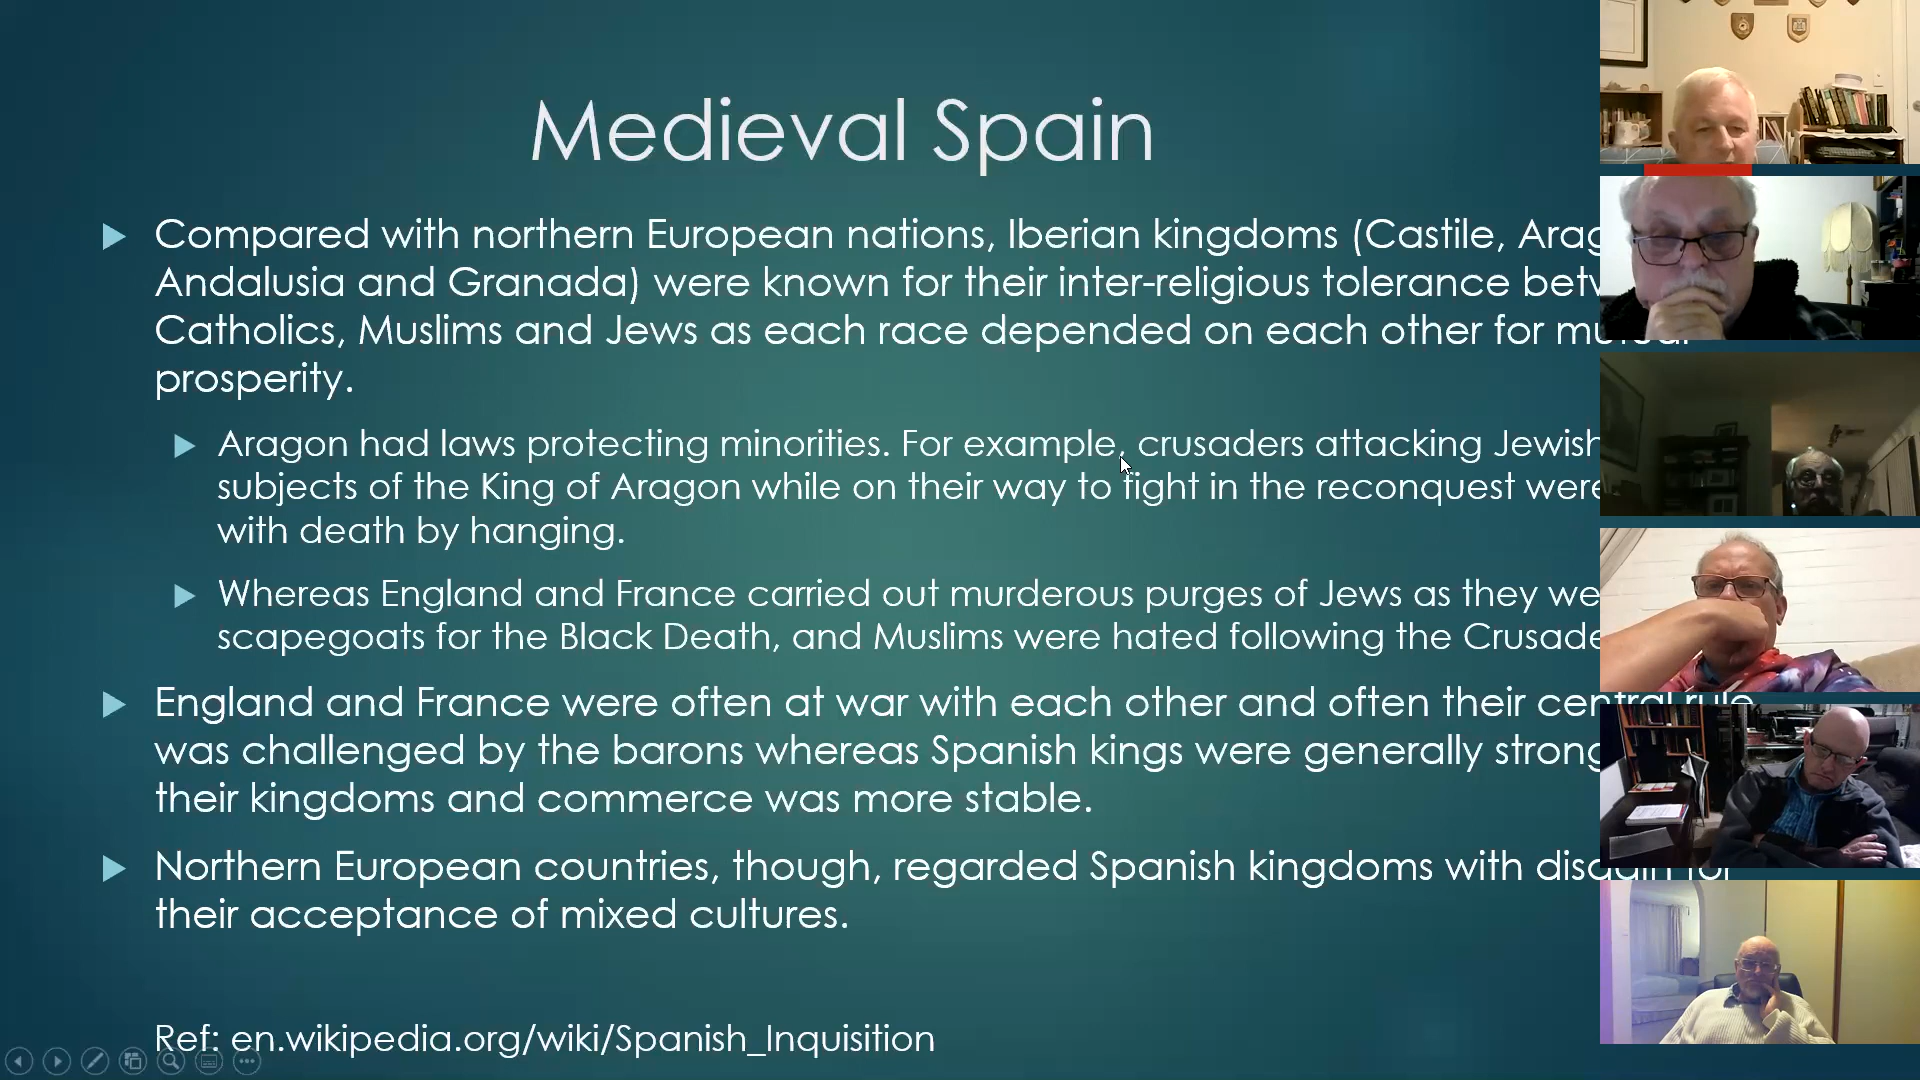 Medieval Spain
Compared with northern European nations, Iberian kingdoms (Castile,
Andalusia and Granada) were known for their inter-religious tolerance
Catholics, Muslims and Jews as each race depended on each other for mutual
prosperity.
Aragon had laws protecting minorities. For example, crusaders attacking Jewish
subjects of the King of Aragon while on their way to fight in the reconquest were
with death by hanging.
Whereas England and France carried out murderous purges of Jews as they
scapegoats for the Black Death, and Muslims were hated following the
England and France were often at war with each other and often their central rule
was challenged by the barons whereas Spanish kings were generally
their kingdoms and commerce was more stable.
Northern European countries, though, regarded Spanish kingdoms with disdain for
their acceptance of mixed cultures.
Ref: en.wikipedia.org/wiki/Spanish_Inquisition